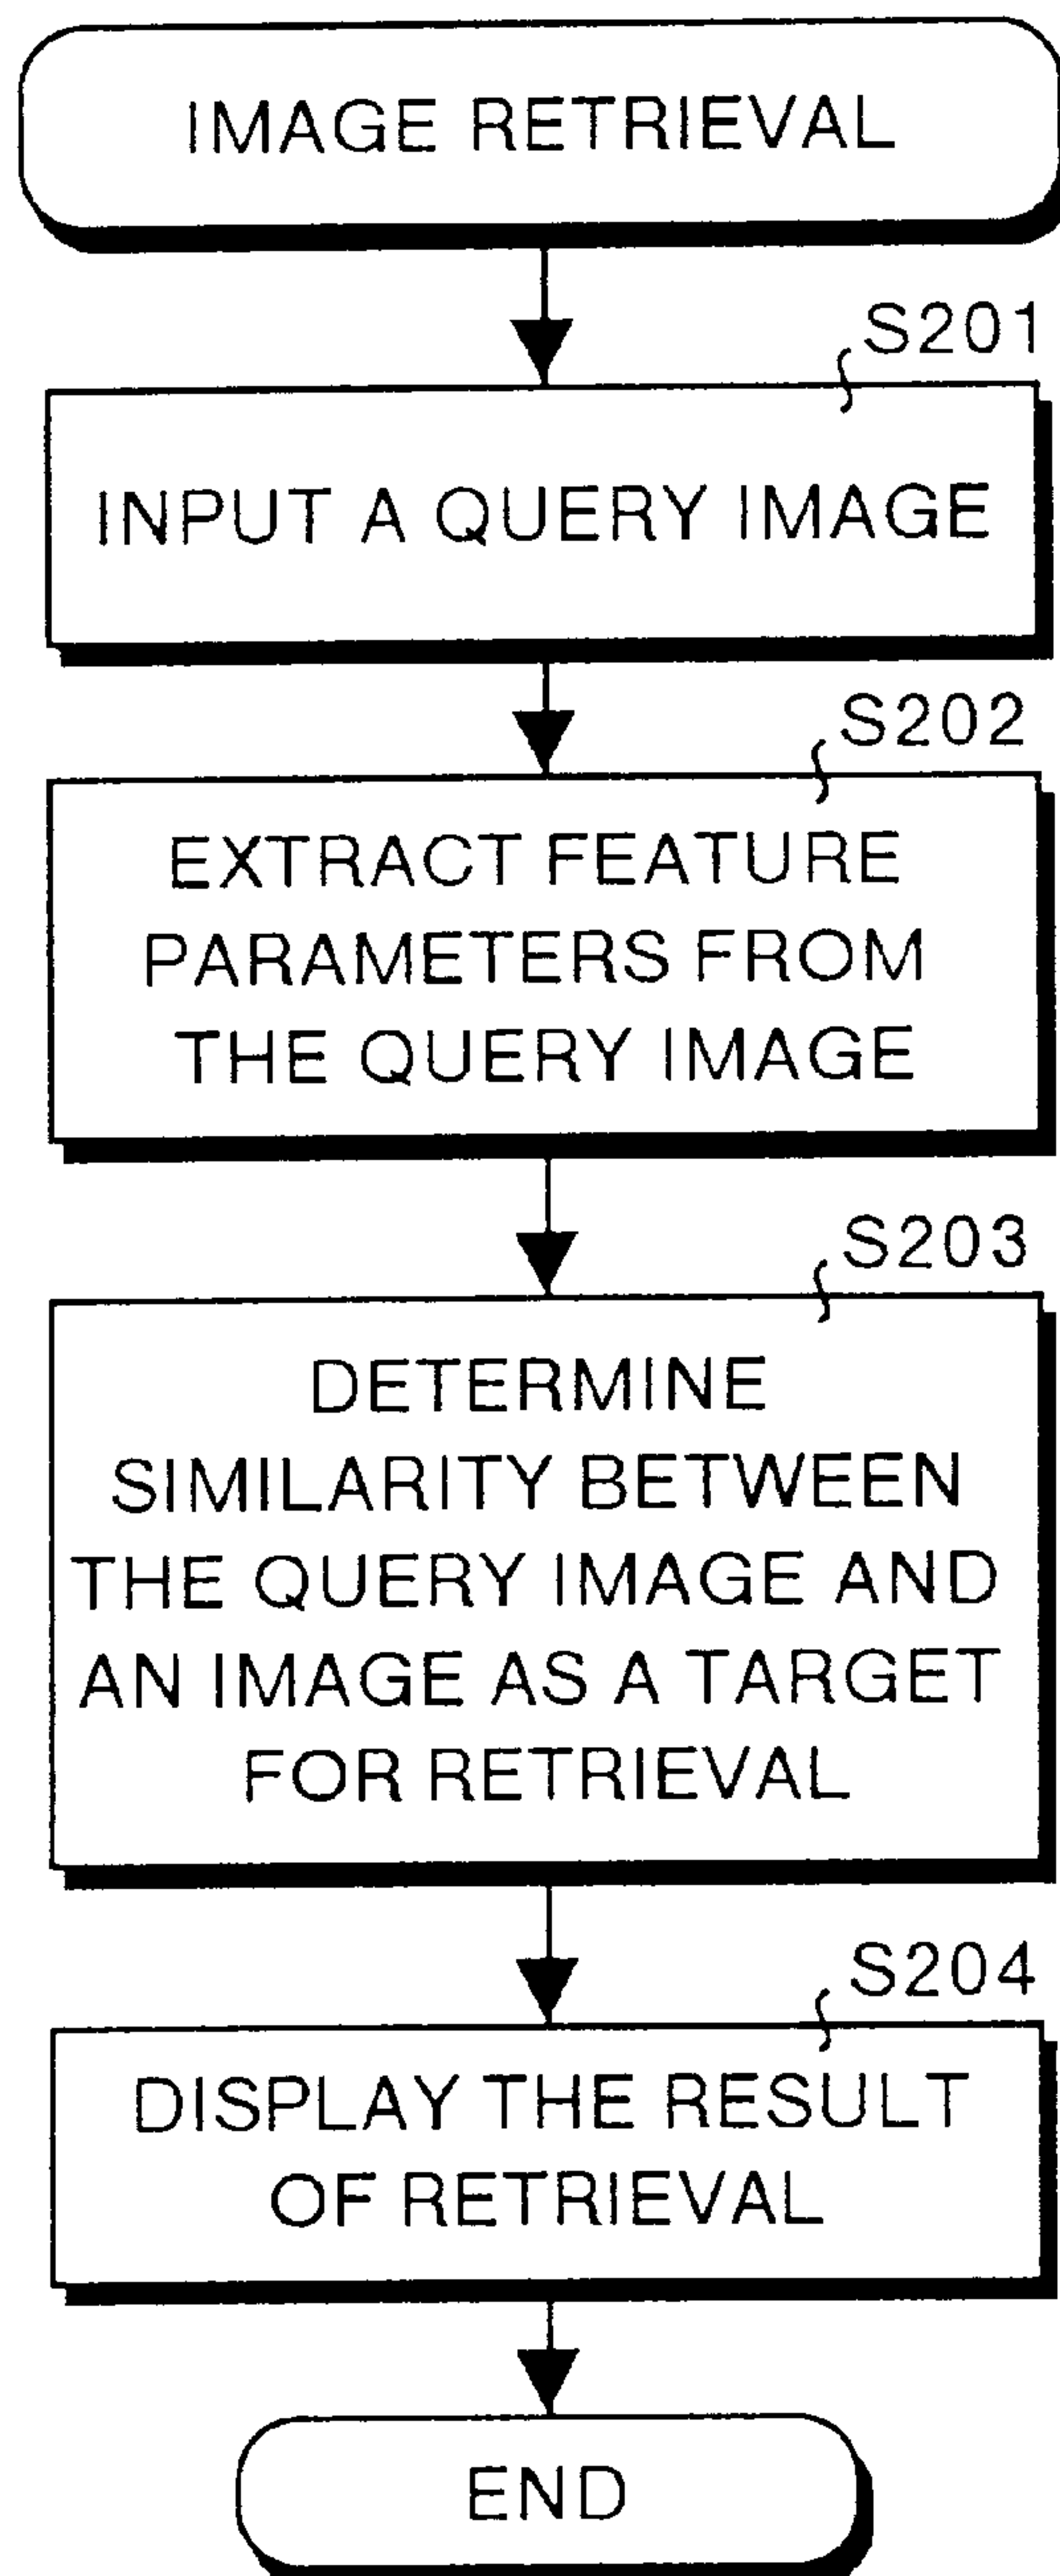 IMAGE RETRIEVAL
S201
INPUT A QUERY IMAGE
S202
EXTRACT FEATURE
PARAMETERS FROM
THE QUERY IMAGE
S203
DETERMINE
SIMILARITY BETWEEN
THE QUERY IMAGE AND
AN IMAGE AS A TARGET
FOR RETRIEVAL
S204
DISPLAY THE RESULT
OF RETRIEVAL
END